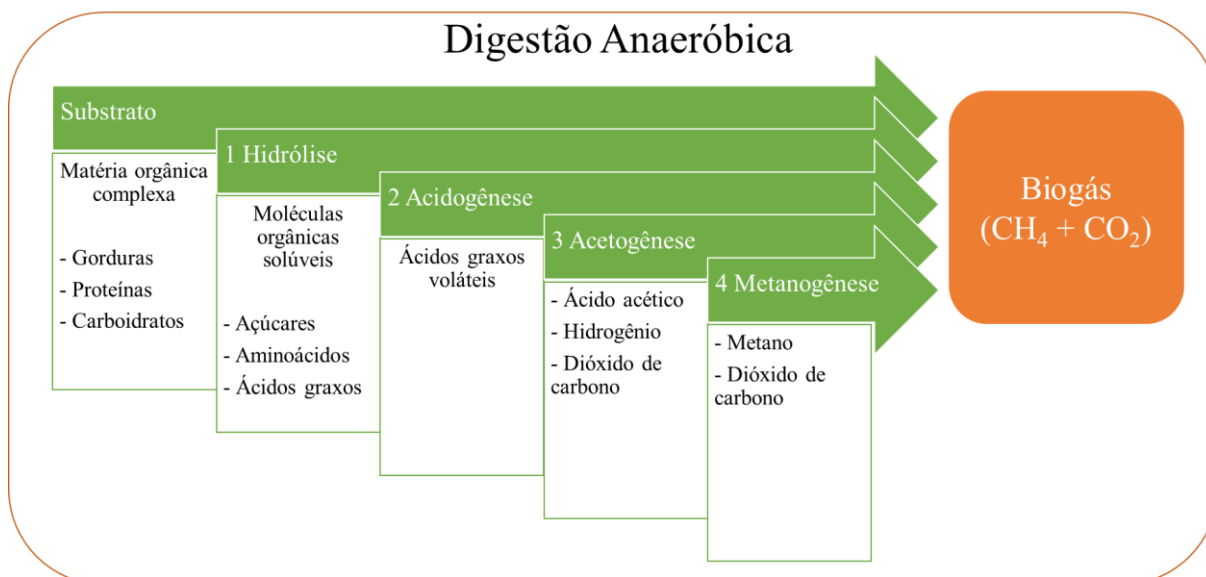 Digestão Anaeróbica
Substrato
Matéria orgânica
complexa
- Gorduras
- Proteínas
- Carboidratos
1 Hidrólise
Moléculas
orgânicas
solúveis
- Açúcares
- Aminoácidos
- Ácidos graxos
2 Acidogênese
Ácidos graxos
voláteis
3 Acetogênese
- Ácido acético
- Hidrogênio
- Dióxido de
carbono
4 Metanogênese
- Metano
- Dióxido de
carbono
Biogás
(CH₄ + CO₂)